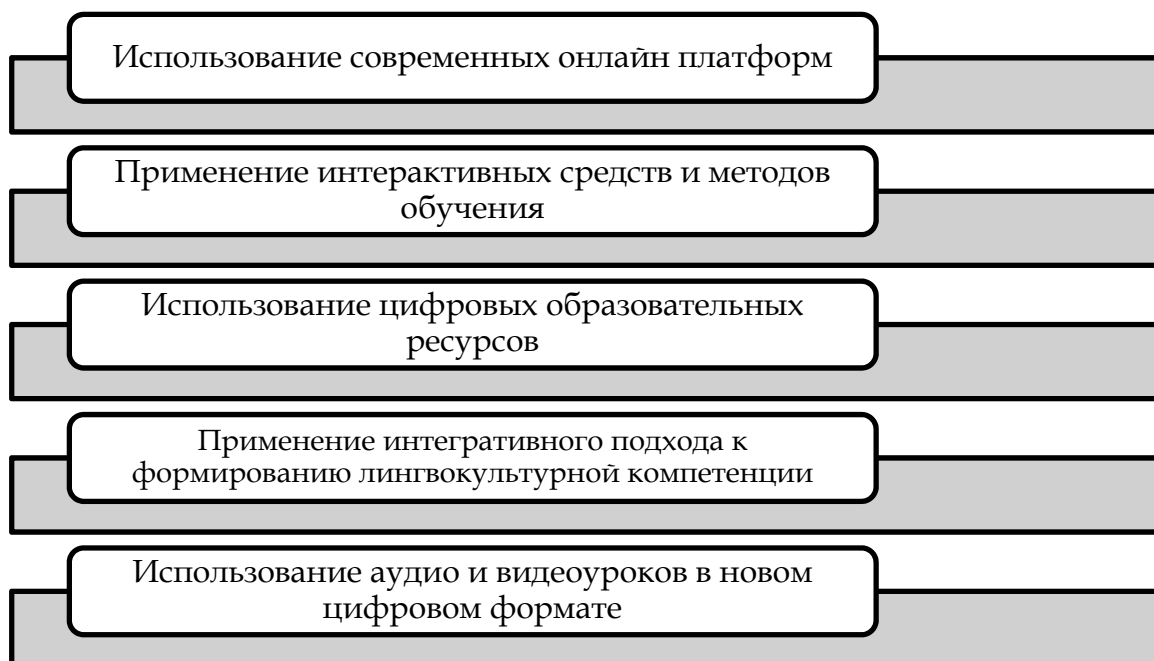 Использование современных онлайн платформ
Применение интерактивных средств и методов
обучения
Использование цифровых образовательных
ресурсов
Применение интегративного подхода к
формированию лингвокультурной компетенции
Использование аудио и видеоуроков в новом
цифровом формате